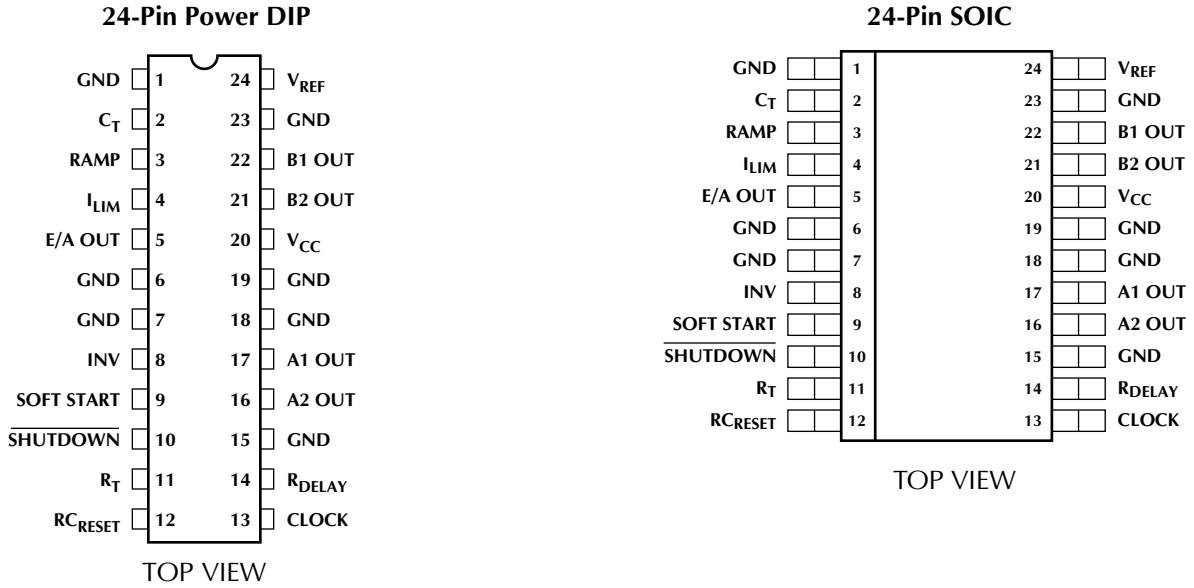 24-Pin Power DIP
GND 1 24 VREF
CT 2 23 GND
RAMP 3 22 B1 OUT
ILIM 4 21 B2 OUT
E/A OUT 5 20 VCC
GND 6 19 GND
GND 7 18 GND
INV 8 17 A1 OUT
SOFT START 9 16 A2 OUT
SHUTDOWN 10 15 GND
RT 11 14 RDELAY
RCRESET 12 13 CLOCK
TOP VIEW
24-Pin SOIC
GND 1 24 VREF
CT 2 23 GND
RAMP 3 22 B1 OUT
ILIM 4 21 B2 OUT
E/A OUT 5 20 VCC
GND 6 19 GND
GND 7 18 GND
INV 8 17 A1 OUT
SOFT START 9 16 A2 OUT
SHUTDOWN 10 15 GND
RT 11 14 RDELAY
RCRESET 12 13 CLOCK
TOP VIEW